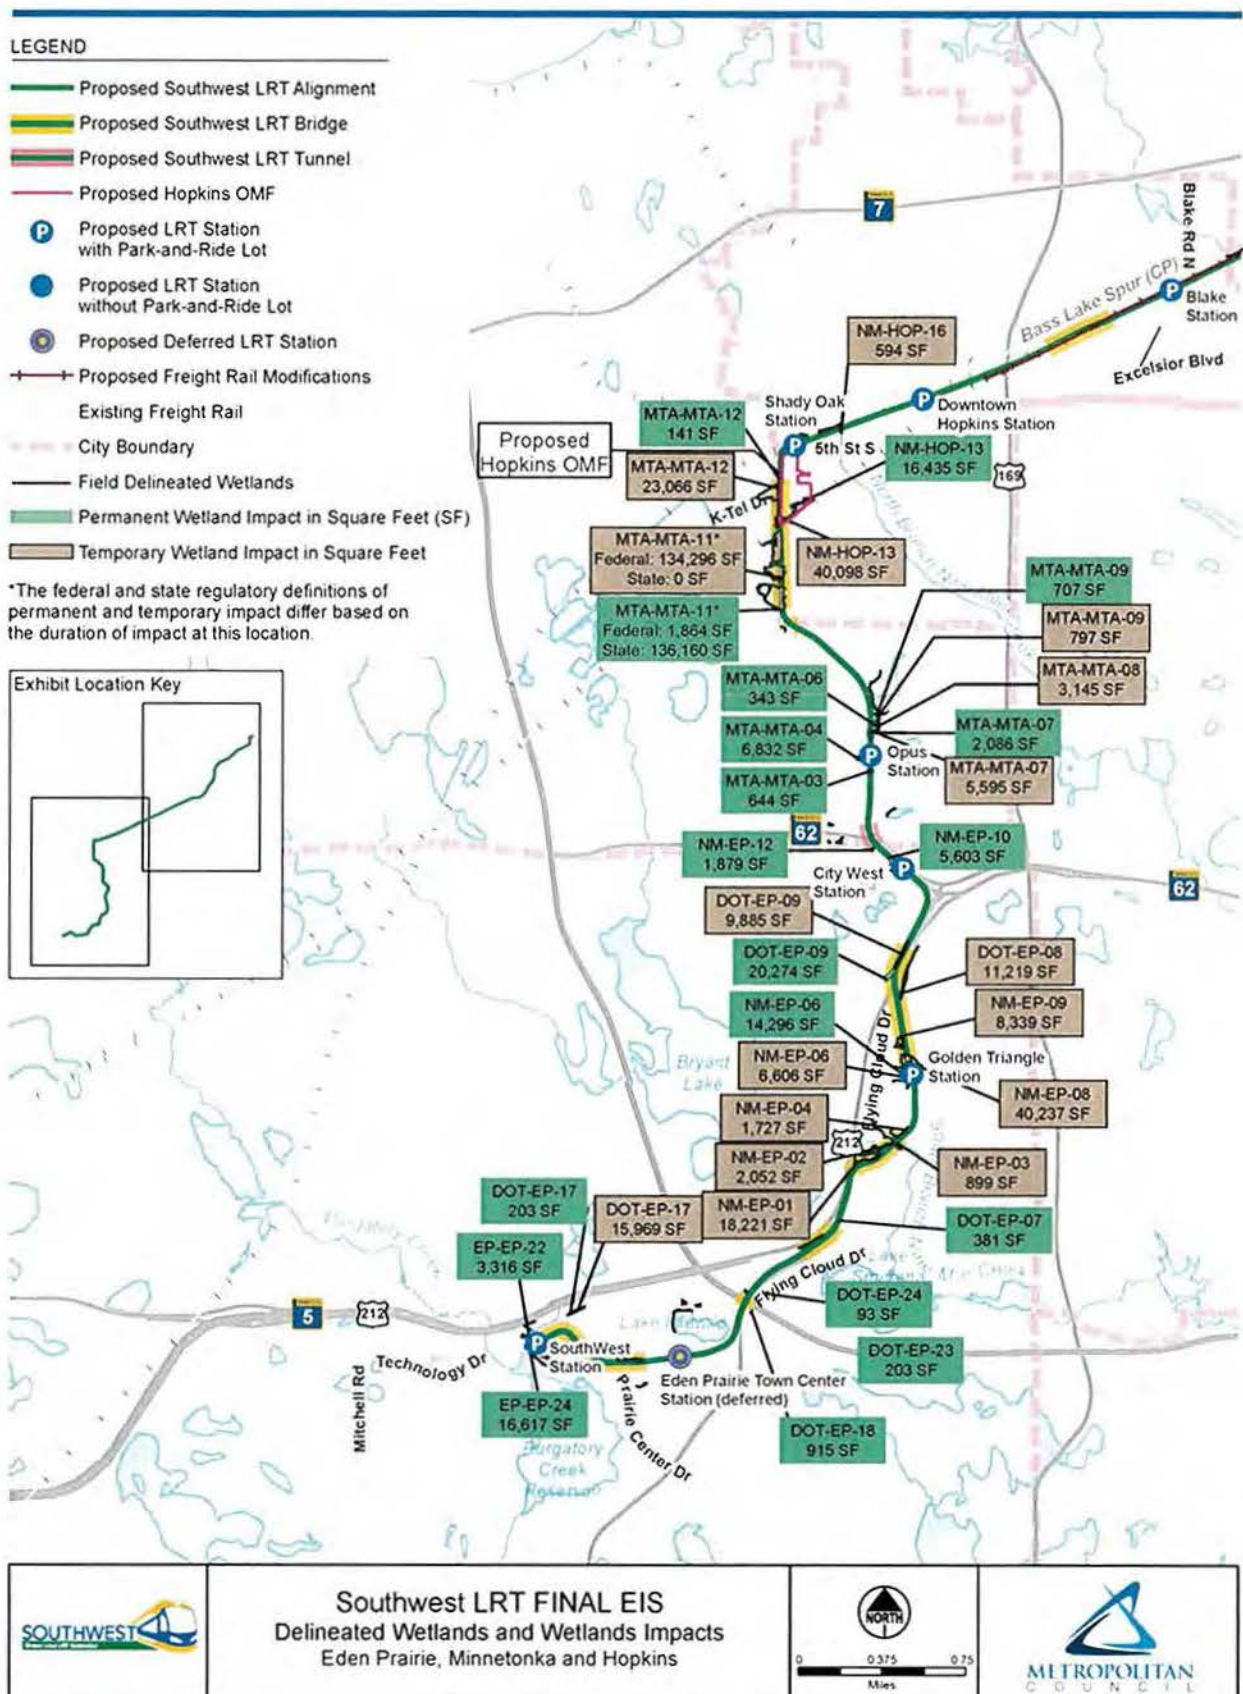 LEGEND
Proposed Southwest LRT Alignment
Proposed Southwest LRT Bridge
Proposed Southwest LRT Tunnel
Proposed Hopkins OMF
P
Proposed LRT Station
with Park-and-Ride Lot
Proposed LRT Station
without Park-and-Ride Lot
Proposed Deferred LRT Station
Proposed Freight Rail Modifications
Existing Freight Rail
City Boundary
Field Delineated Wetlands
Permanent Wetland Impact in Square Feet (SF)
Temporary Wetland Impact in Square Feet
*The federal and state regulatory definitions of
permanent and temporary impact differ based on
the duration of impact at this location.
Exhibit Location Key
7
Blake Rd N
Bass Lake Spur (CP)
P
Blake
Station
Excelsior Blvd
NM-HOP-16
594 SF
Shady Oak
Station
P
P
Downtown
Hopkins Station
5th St S
MTA-MTA-12
141 SF
Proposed
Hopkins OMF
MTA-MTA-12
23,066 SF
NM-HOP-13
16,435 SF
169
K-Tel Dr
MTA-MTA-11*
Federal: 134,296 SF
State: 0 SF
NM-HOP-13
40,098 SF
MTA-MTA-11*
Federal: 1,864 SF
State: 136,160 SF
MTA-MTA-09
707 SF
MTA-MTA-09
797 SF
MTA-MTA-06
343 SF
MTA-MTA-08
3,145 SF
MTA-MTA-04
6,832 SF
MTA-MTA-07
2,086 SF
P
Opus
Station
MTA-MTA-07
5,595 SF
MTA-MTA-03
644 SF
62
NM-EP-12
1,879 SF
NM-EP-10
5,603 SF
City West
Station
P
62
DOT-EP-09
9,885 SF
DOT-EP-09
20,274 SF
DOT-EP-08
11,219 SF
NM-EP-06
14,296 SF
NM-EP-09
8,339 SF
Flying Cloud Dr
Bryant
Lake
NM-EP-06
6,606 SF
P
Golden Triangle
Station
NM-EP-08
40,237 SF
NM-EP-04
1,727 SF
212
NM-EP-02
2,052 SF
NM-EP-03
899 SF
DOT-EP-17
203 SF
DOT-EP-17
15,969 SF
NM-EP-01
18,221 SF
DOT-EP-07
381 SF
EP-EP-22
3,316 SF
Flying Cloud Dr
Lake
DOT-EP-24
93 SF
5
212
P
SouthWest
Station
Technology Dr
Mitchell Rd
DOT-EP-23
203 SF
Eden Prairie Town Center
Station (deferred)
EP-EP-24
16,617 SF
Prairie Center Dr
DOT-EP-18
915 SF
Purgatory
Creek
SOUTHWEST
Southwest LRT FINAL EIS
Delineated Wetlands and Wetlands Impacts
Eden Prairie, Minnetonka and Hopkins
NORTH
0 0.375 0.75
Miles
METROPOLITAN
COUNCIL